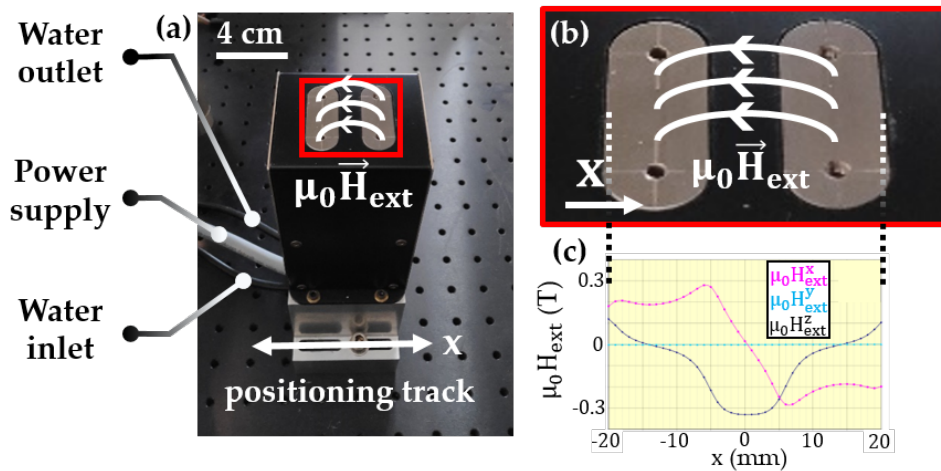 Water
outlet
Power
supply
Water
inlet
(a)
4 cm
μ₀H⃗ext
x
positioning track
(b)
μ₀H⃗ext
X
(c)
μ₀Hˣext
μ₀Hʸext
μ₀Hᶻext
μ₀Hext (T)
0.3
0
-0.3
-20 -10 0 10 20
x (mm)